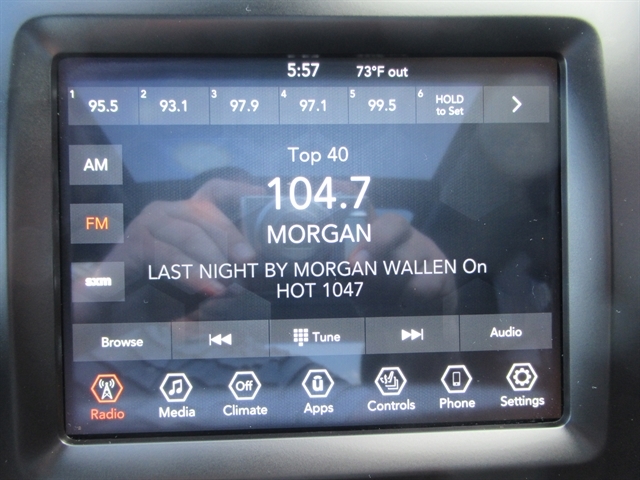 5:57 73°F out
1 95.5 2 93.1 3 97.9 4 97.1 5 99.5 6 HOLD
to Set
AM
Top 40
104.7
FM
MORGAN
LAST NIGHT BY MORGAN WALLEN On
HOT 1047
Browse Tune Audio
Off
Radio Media Climate Apps Controls Phone Settings